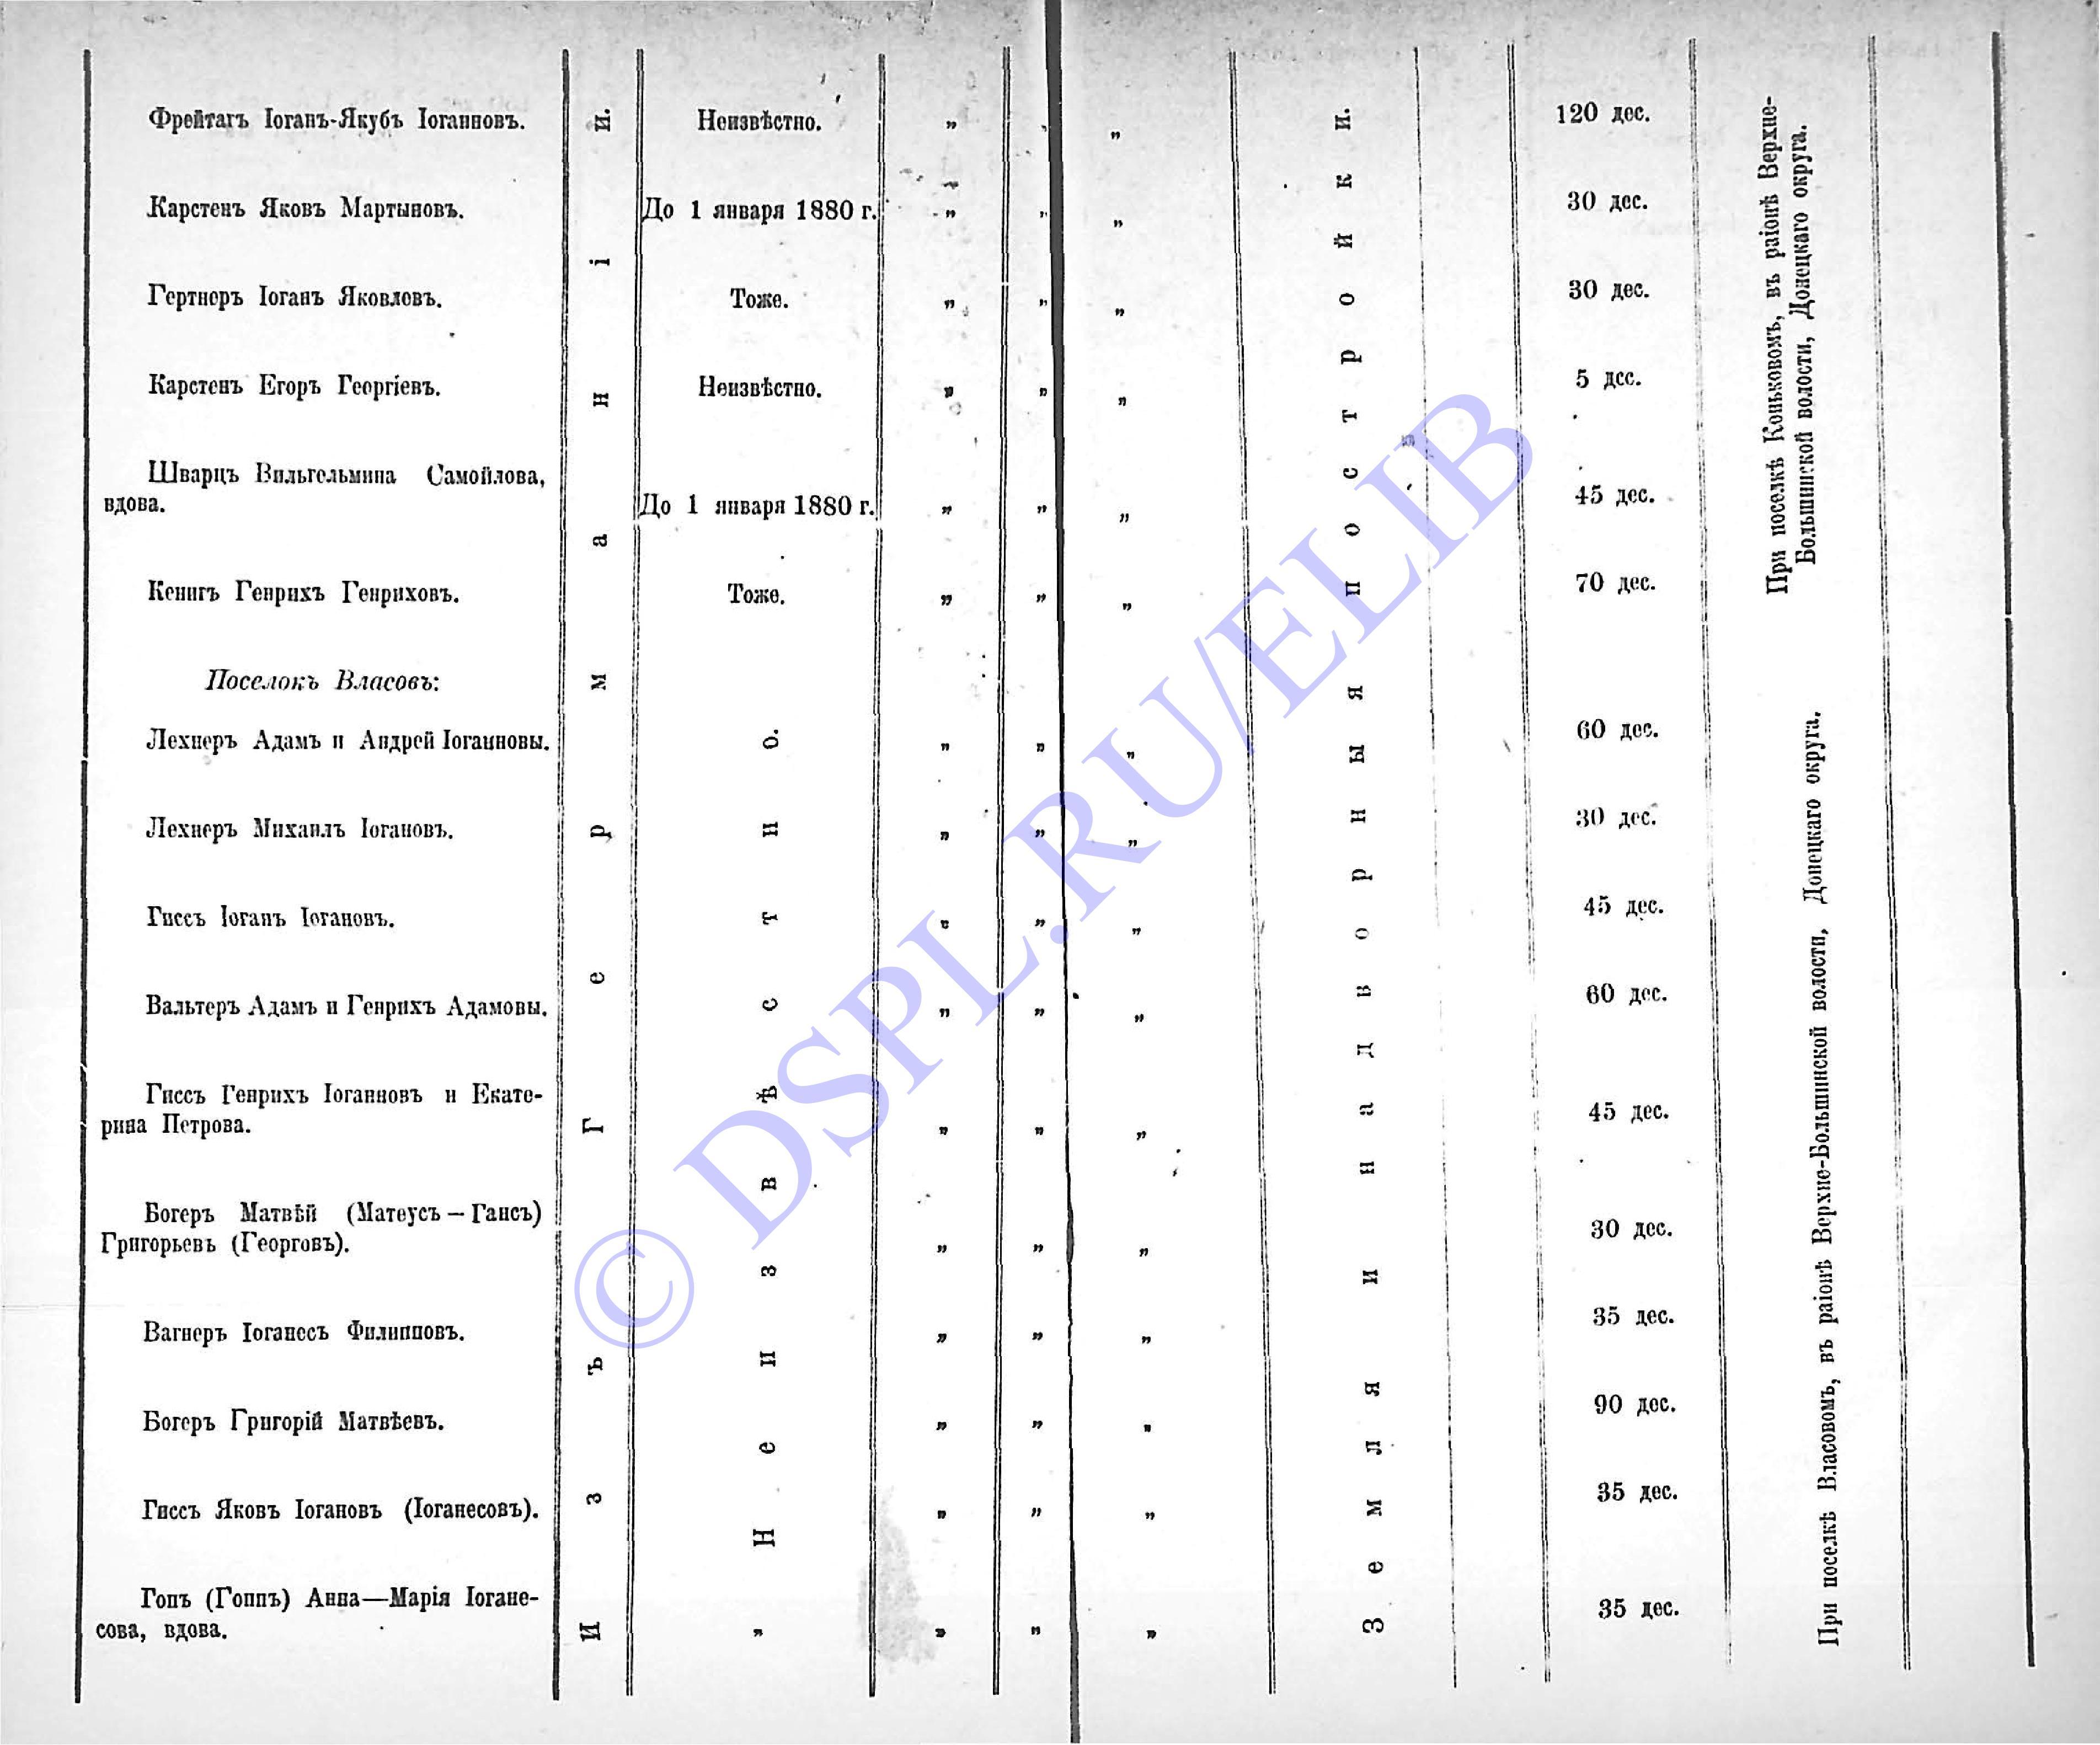 Фрейтагъ Іоганъ-Якубъ Іоганновъ. Неизвѣстно. „ „ „ 120 дес.
Карстенъ Яковъ Мартыновъ. До 1 января 1880 г. „ „ „ 30 дес.
Гертнеръ Іоганъ Яковлевъ. Тоже. „ „ „ 30 дес.
Карстенъ Егоръ Георгіевъ. Неизвѣстно. „ „ „ 5 дес.
Шварцъ Вильгельмина Самойлова,
вдова. До 1 января 1880 г. „ „ „ 45 дес.
Кенигъ Генрихъ Генриховъ. Тоже. „ „ „ 70 дес.
Поселокъ Власовъ:
Лехнеръ Адамъ и Андрей Іоганновы. „ „ „ 60 дес.
Лехнеръ Михаилъ Іогановъ. „ „ „ 30 дес.
Гиссъ Іоганъ Іогановъ. „ „ „ 45 дес.
Вальтеръ Адамъ и Генрихъ Адамовы. „ „ „ 60 дес.
Гиссъ Генрихъ Іоганновъ и Екате-
рина Петрова. „ „ „ 45 дес.
Богеръ Матвѣй (Матеусъ — Гансъ)
Григорьевъ (Георговъ). „ „ „ 30 дес.
Вагнеръ Іоганесъ Филипповъ. „ „ „ 35 дес.
Богеръ Григорій Матвѣевъ. „ „ „ 90 дес.
Гиссъ Яковъ Іогановъ (Іоганесовъ). „ „ „ 35 дес.
Гопъ (Гоппъ) Анна—Марія Іогане-
сова, вдова. „ „ „ „ 35 дес.
Изъ Германіи.
Неизвѣстно.
Земля и надворныя постройки.
При поселкѣ Коньковомъ, въ раіонѣ Верхне-
Большинской волости, Донецкаго округа.
При поселкѣ Власовомъ, въ раіонѣ Верхне-Большинской волости, Донецкаго округа.
© DSPL.RU/ELIB